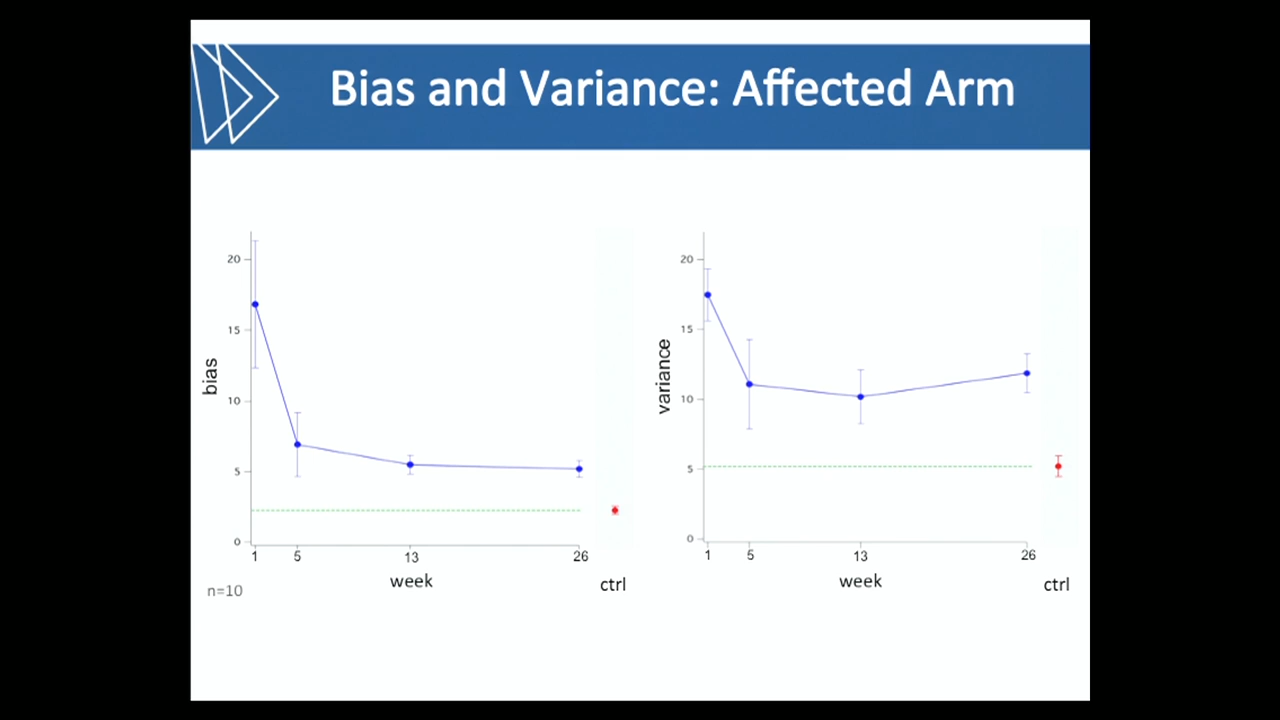 Bias and Variance: Affected Arm
20
15
10
5
0
bias
1 5 13 26
week
ctrl
n=10
20
15
10
5
0
variance
1 5 13 26
week
ctrl